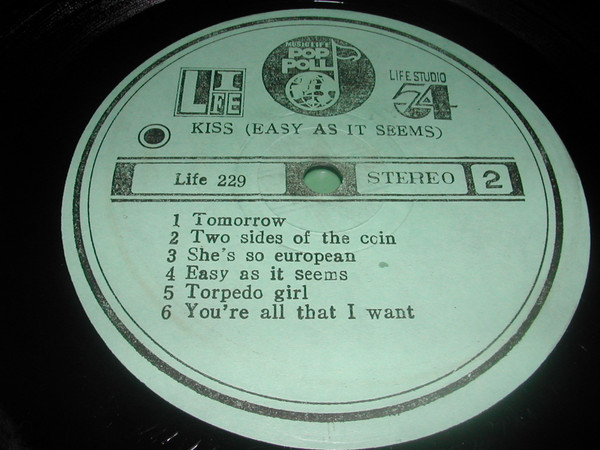 MUSIC LIFE
POP
POLL
LIFE
LIFE STUDIO
54
KISS (EASY AS IT SEEMS)
Life 229
STEREO
2
1 Tomorrow
2 Two sides of the coin
3 She's so european
4 Easy as it seems
5 Torpedo girl
6 You're all that I want